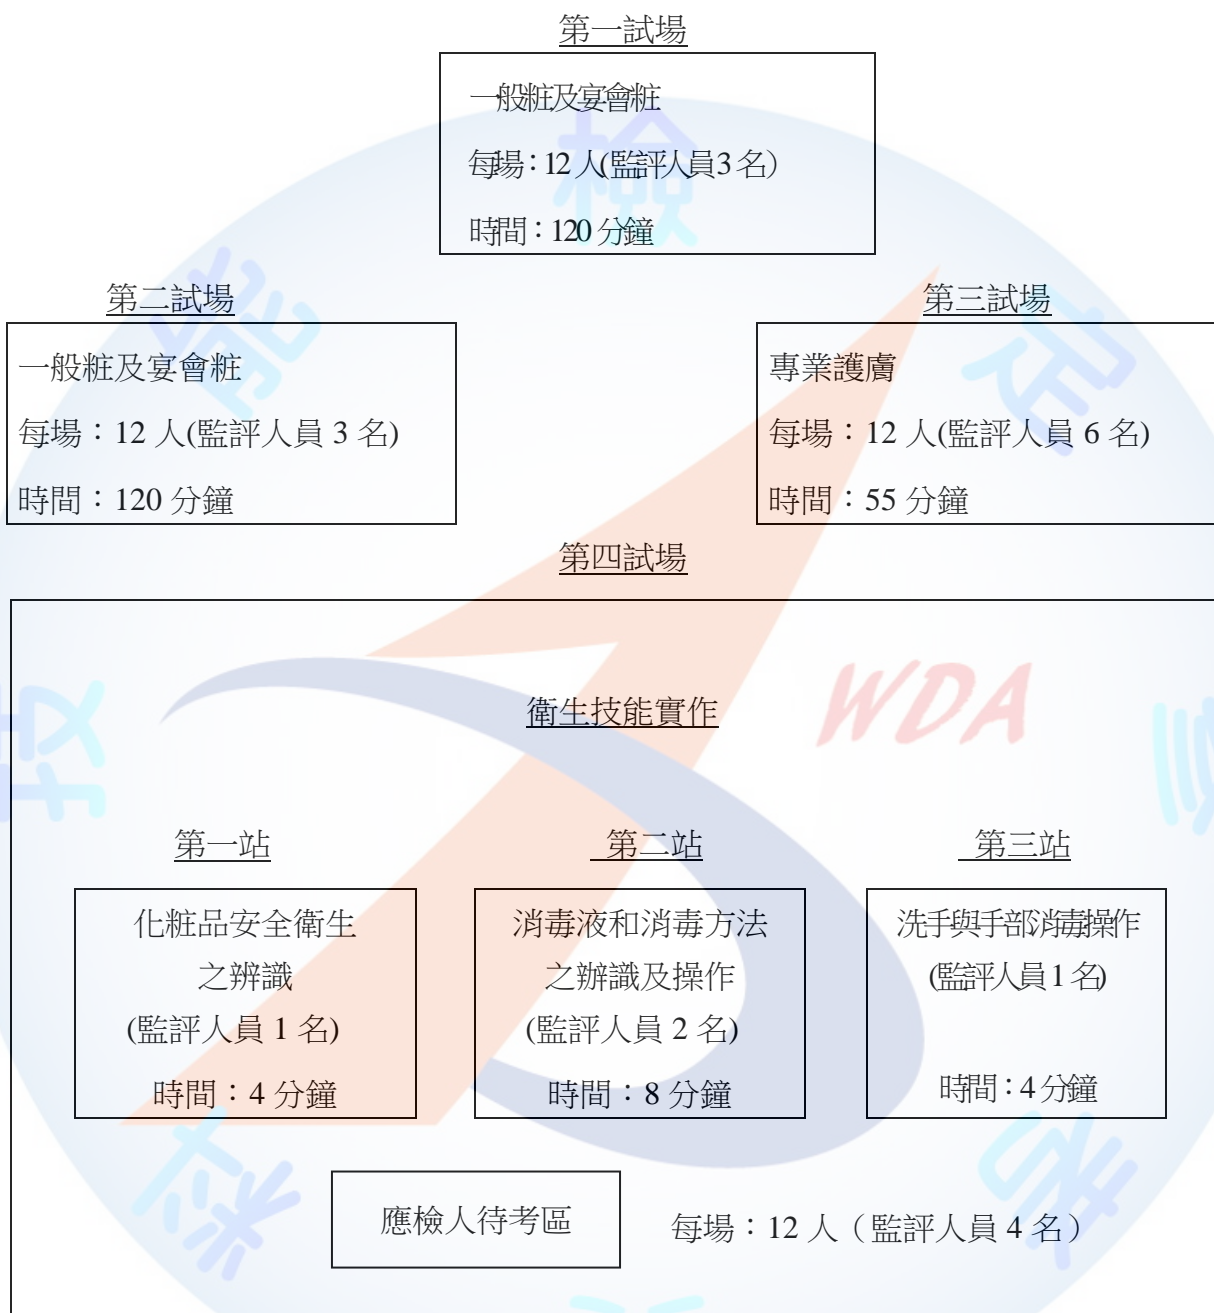 第一試場
一般粧及宴會粧
每場：12 人(監評人員 3 名)
時間：120 分鐘
第二試場
一般粧及宴會粧
每場：12 人(監評人員 3 名)
時間：120 分鐘
第三試場
專業護膚
每場：12 人(監評人員 6 名)
時間：55 分鐘
第四試場
衛生技能實作
第一站
化粧品安全衛生
之辨識
(監評人員 1 名)
時間：4 分鐘
第二站
消毒液和消毒方法
之辦識及操作
(監評人員 2 名)
時間：8 分鐘
第三站
洗手與手部消毒操作
(監評人員 1 名)
時間：4 分鐘
應檢人待考區
每場：12 人（監評人員 4 名）
WDA
技
能
檢
定